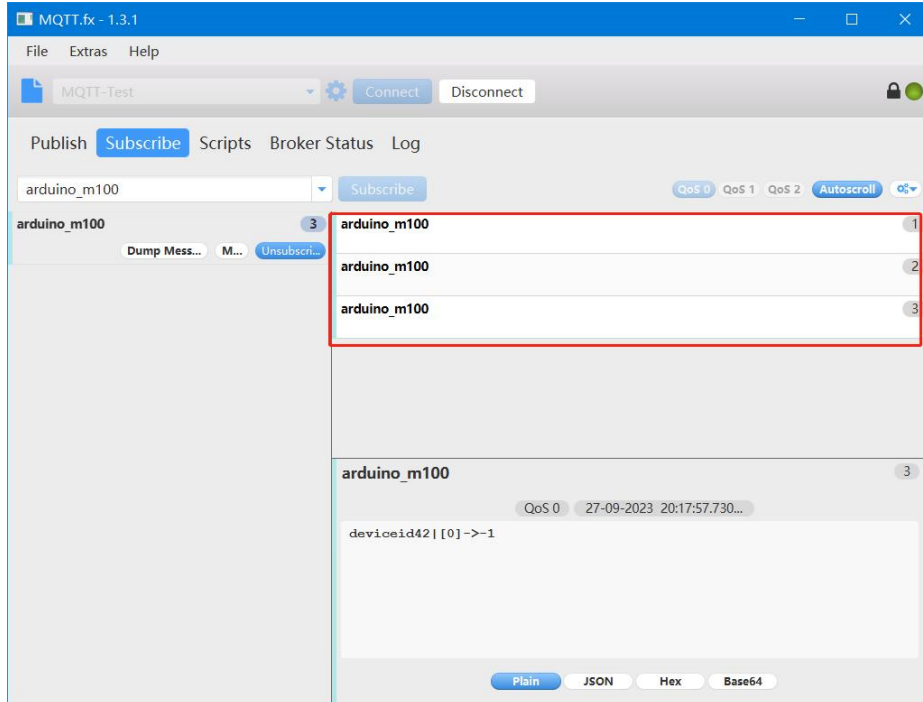 MQTT.fx - 1.3.1
File Extras Help
MQTT-Test Connect Disconnect
Publish Subscribe Scripts Broker Status Log
arduino_m100 Subscribe QoS 0 QoS 1 QoS 2 Autoscroll
arduino_m100 3
Dump Mess... M... Unsubscri...
arduino_m100 1
arduino_m100 2
arduino_m100 3
arduino_m100 3
QoS 0 27-09-2023 20:17:57.730...
deviceid42|[0]->-1
Plain JSON Hex Base64